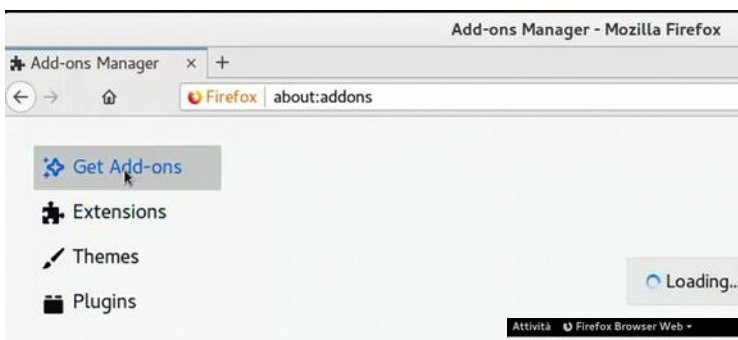 Add-ons Manager - Mozilla Firefox
Add-ons Manager × +
Firefox about:addons
Get Add-ons
Extensions
Themes
Loading...
Plugins
Attività Firefox Browser Web